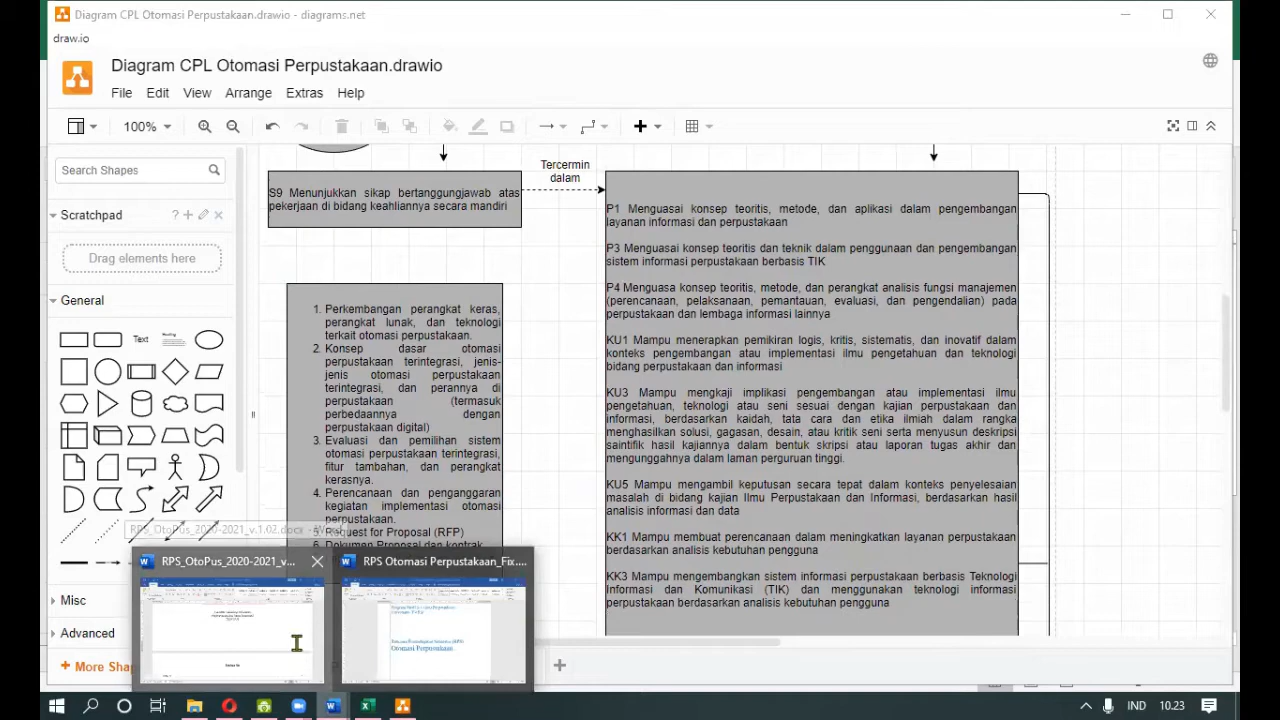 Diagram CPL Otomasi Perpustakaan.drawio - diagrams.net
draw.io
Diagram CPL Otomasi Perpustakaan.drawio
File Edit View Arrange Extras Help
100%
Search Shapes
Scratchpad
Drag elements here
General
Text
Heading
Misc
Advanced
+ More Shap
Tercermin
dalam
S9 Menunjukkan sikap bertanggungjawab atas
pekerjaan di bidang keahliannya secara mandiri
1. Perkembangan perangkat keras,
perangkat lunak, dan teknologi
terkait otomasi perpustakaan.
2. Konsep dasar otomasi
perpustakaan terintegrasi, jenis-
jenis otomasi perpustakaan
terintegrasi, dan perannya di
perpustakaan (termasuk
perbedaannya dengan
perpustakaan digital)
3. Evaluasi dan pemilihan sistem
otomasi perpustakaan terintegrasi,
fitur tambahan, dan perangkat
kerasnya.
4. Perencanaan dan penganggaran
kegiatan implementasi otomasi
perpustakaan.
5. Request for Proposal (RFP)
6. Dokumen Proposal dan kontrak
P1 Menguasai konsep teoritis, metode, dan aplikasi dalam pengembangan
layanan informasi dan perpustakaan
P3 Menguasai konsep teoritis dan teknik dalam penggunaan dan pengembangan
sistem informasi perpustakaan berbasis TIK
P4 Menguasa konsep teoritis, metode, dan perangkat analisis fungsi manajemen
(perencanaan, pelaksanaan, pemantauan, evaluasi, dan pengendalian) pada
perpustakaan dan lembaga informasi lainnya
KU1 Mampu menerapkan pemikiran logis, kritis, sistematis, dan inovatif dalam
konteks pengembangan atau implementasi ilmu pengetahuan dan teknologi
bidang perpustakaan dan informasi
KU3 Mampu mengkaji implikasi pengembangan atau implementasi ilmu
pengetahuan, teknologi atau seni sesuai dengan kajian perpustakaan dan
informasi, berdasarkan kaidah, tata cara dan etika ilmiah dalam rangka
menghasilkan solusi, gagasan, desain, atau kritik seni serta menyusun deskripsi
saintifik hasil kajiannya dalam bentuk skripsi atau laporan tugas akhir dan
mengunggahnya dalam laman perguruan tinggi.
KU5 Mampu mengambil keputusan secara tepat dalam konteks penyelesaian
masalah di bidang kajian Ilmu Perpustakaan dan Informasi, berdasarkan hasil
analisis informasi dan data
KK1 Mampu membuat perencanaan dalam meningkatkan layanan perpustakaan
berdasarkan analisis kebutuhan pengguna
KK3 Mampu mengembangkan sistem informasi perpustakaan berbasis Teknologi
Informasi dan Komunikasi (TIK) dan menggunakan teknologi informasi
perpustakaan berdasarkan analisis kebutuhan pengguna
RPS_OtoPus_2020-2021_v.1.02.docx - Word
RPS_OtoPus_2020-2021_v...
RPS Otomasi Perpustakaan_Fix....
Otomasi Perpustakaan
IND 10.23